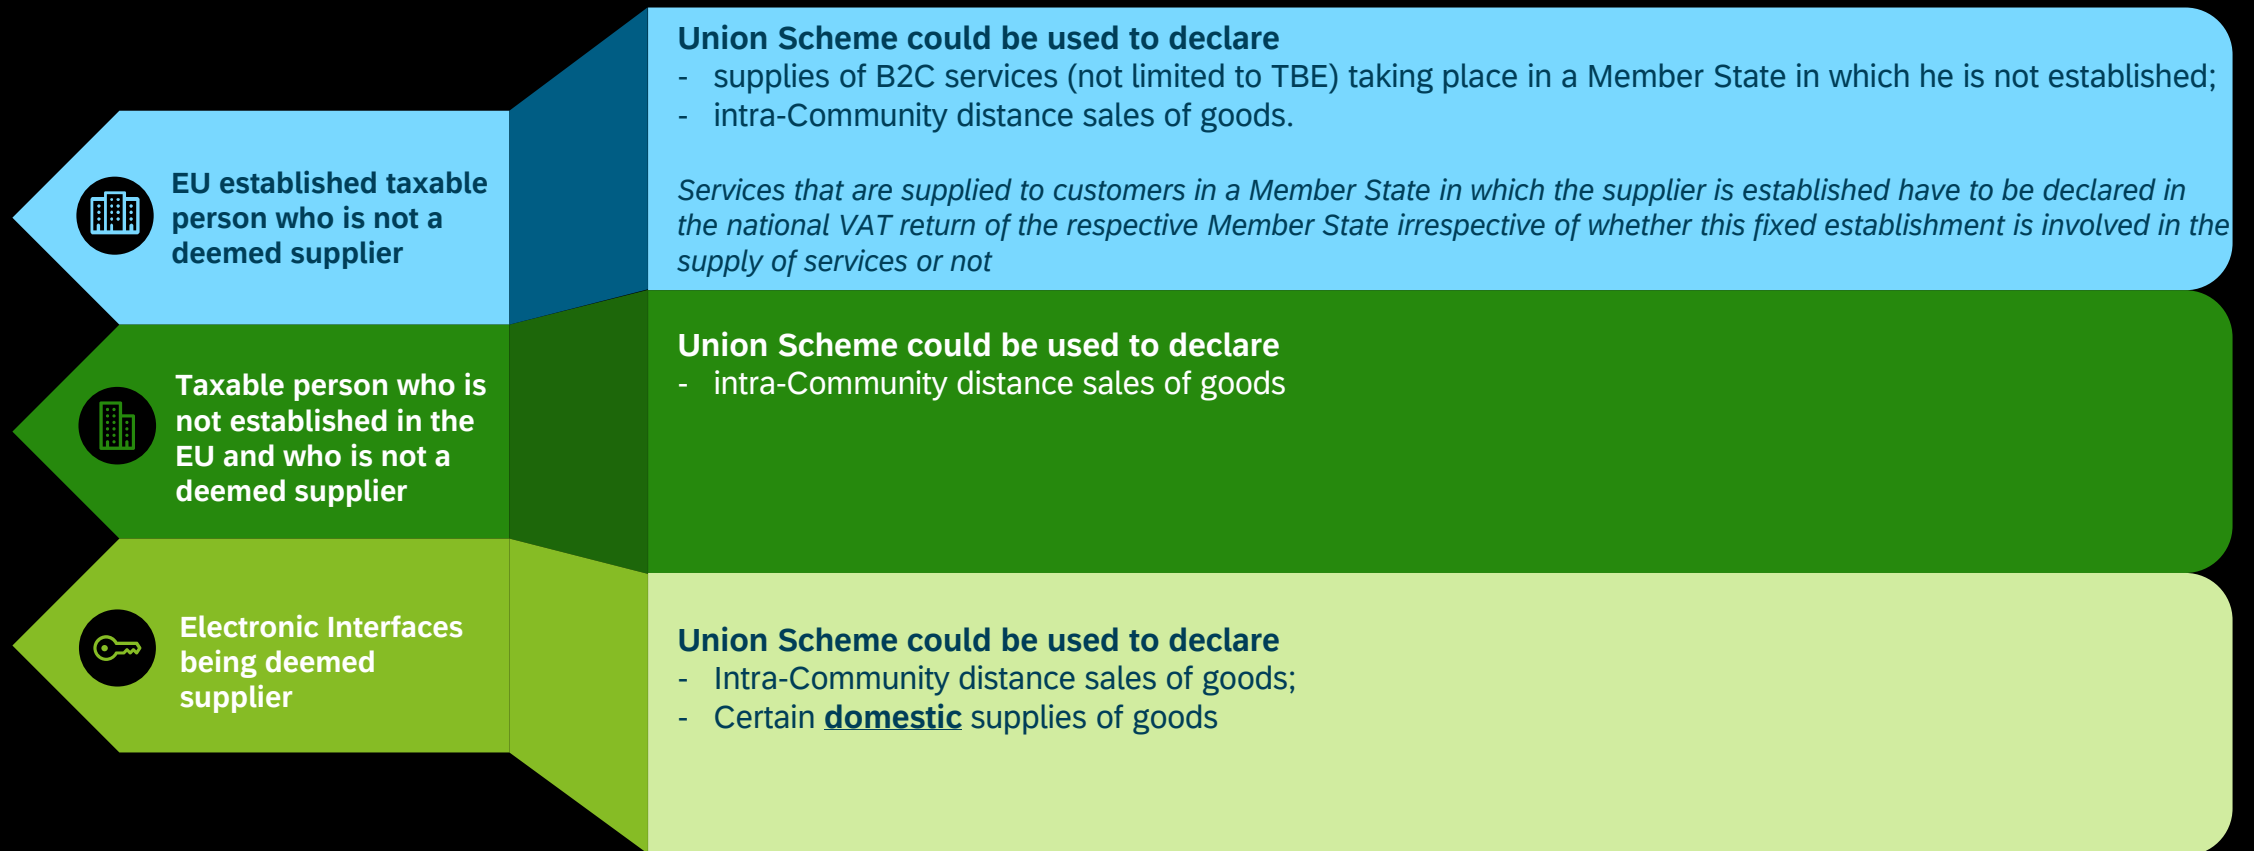 EU established taxable
person who is not a
deemed supplier
Union Scheme could be used to declare
- supplies of B2C services (not limited to TBE) taking place in a Member State in which he is not established;
- intra-Community distance sales of goods.
Services that are supplied to customers in a Member State in which the supplier is established have to be declared in
the national VAT return of the respective Member State irrespective of whether this fixed establishment is involved in the
supply of services or not
Taxable person who is
not established in the
EU and who is not a
deemed supplier
Union Scheme could be used to declare
- intra-Community distance sales of goods
Electronic Interfaces
being deemed
supplier
Union Scheme could be used to declare
- Intra-Community distance sales of goods;
- Certain domestic supplies of goods